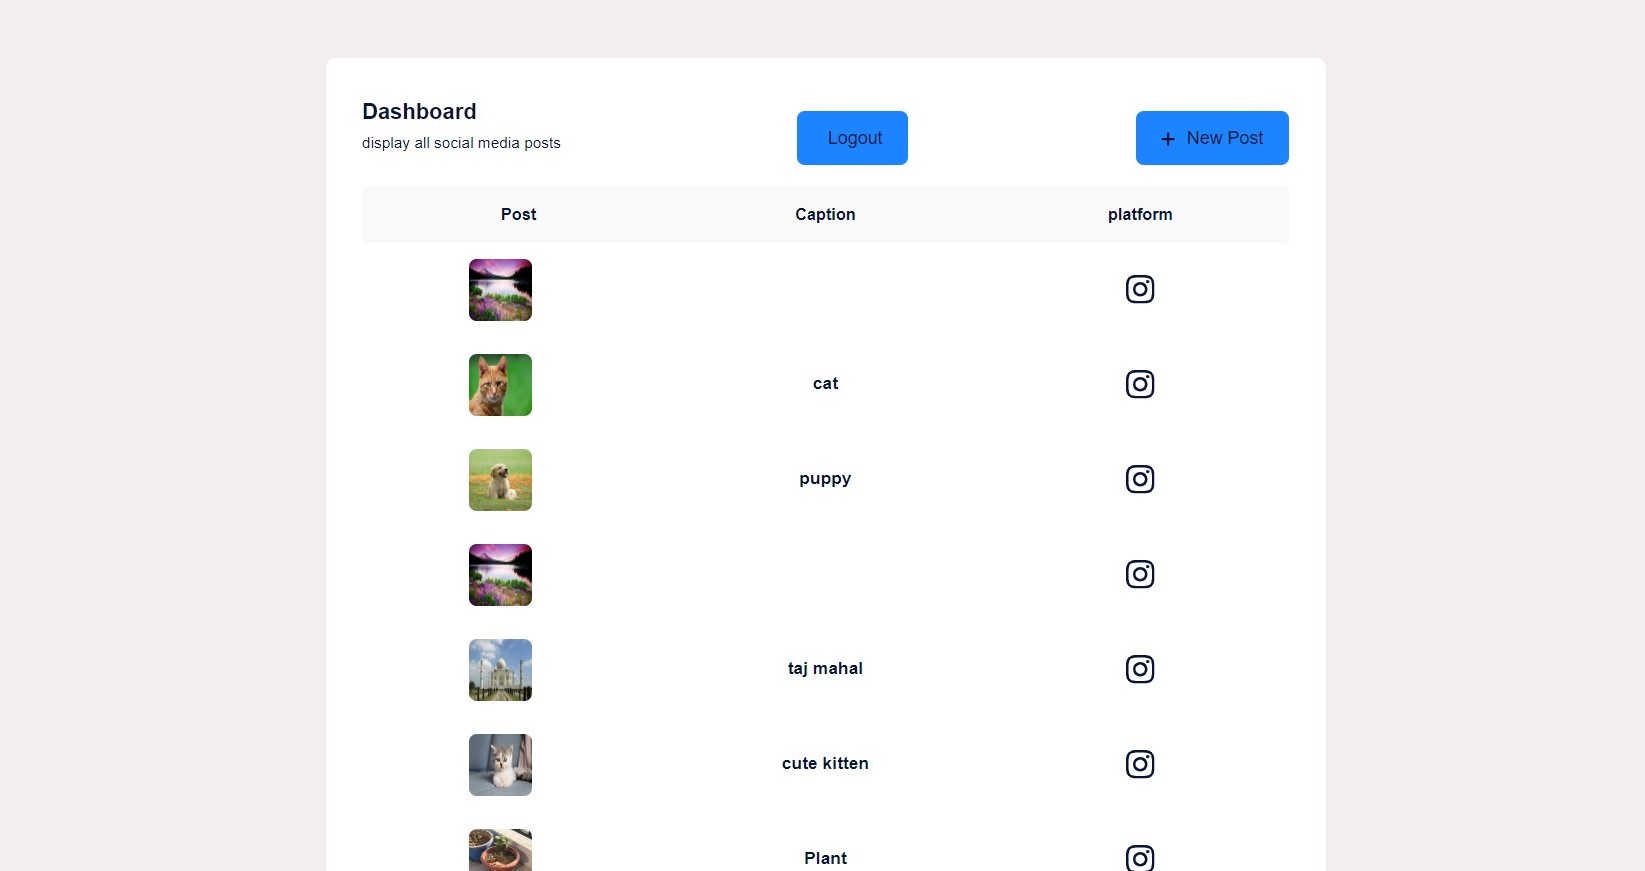 Dashboard
display all social media posts
Logout
+ New Post
Post Caption platform
cat
puppy
taj mahal
cute kitten
Plant